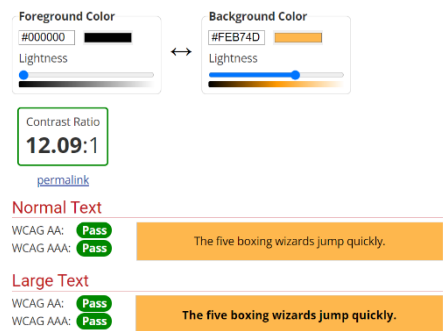 Foreground Color
#000000
Lightness
Background Color
#FEB74D
Lightness
Contrast Ratio
12.09:1
permalink
Normal Text
WCAG AA: Pass
WCAG AAA: Pass
The five boxing wizards jump quickly.
Large Text
WCAG AA: Pass
WCAG AAA: Pass
The five boxing wizards jump quickly.